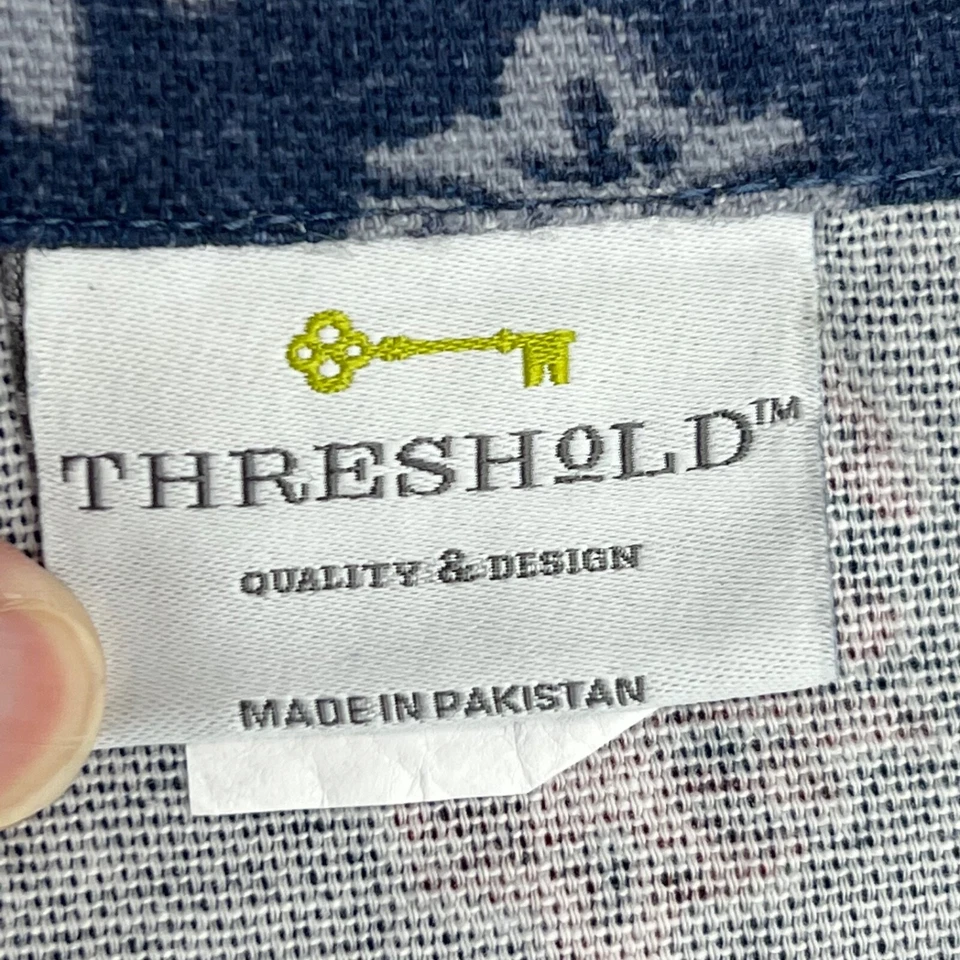 THRESHOLD™
QUALITY & DESIGN
MADE IN PAKISTAN